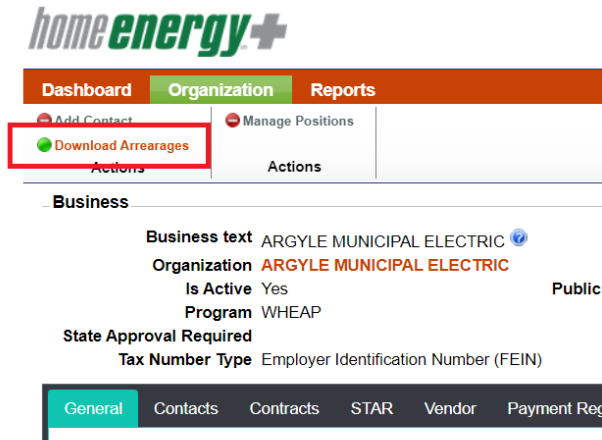 home energy+
Dashboard Organization Reports
Add Contact Manage Positions
Download Arrearages
Actions Actions
Business
Business text ARGYLE MUNICIPAL ELECTRIC
Organization ARGYLE MUNICIPAL ELECTRIC
Is Active Yes Public
Program WHEAP
State Approval Required
Tax Number Type Employer Identification Number (FEIN)
General Contacts Contracts STAR Vendor Payment Reg